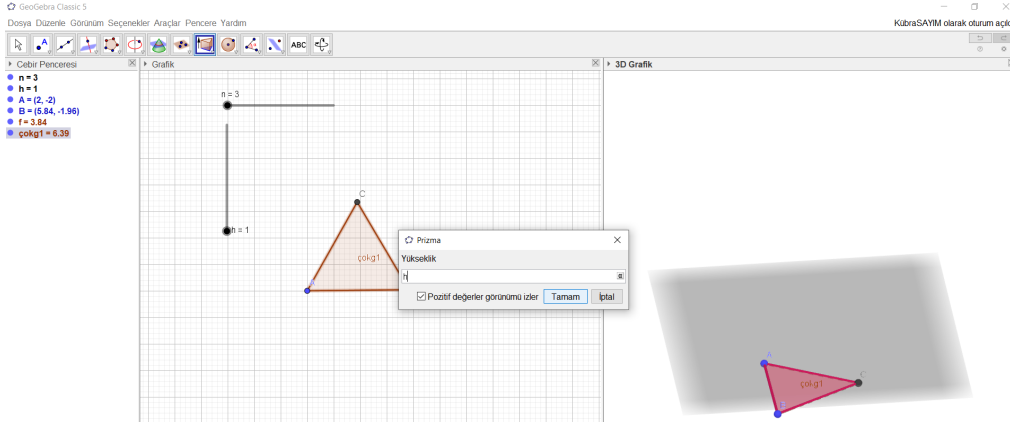 GeoGebra Classic 5
Dosya Düzenle Görünüm Seçenekler Araçlar Pencere Yardım
KübraSAYIM olarak oturum açıl
ABC
Cebir Penceresi
Grafik
3D Grafik
n = 3
h = 1
A = (2, -2)
B = (5.84, -1.96)
f = 3.84
çokg1 = 6.39
n = 3
h = 1
C
çokg1
A
Prizma
Yükseklik
h
Pozitif değerler görünümü izler
Tamam
İptal
A
C
çokg1
B